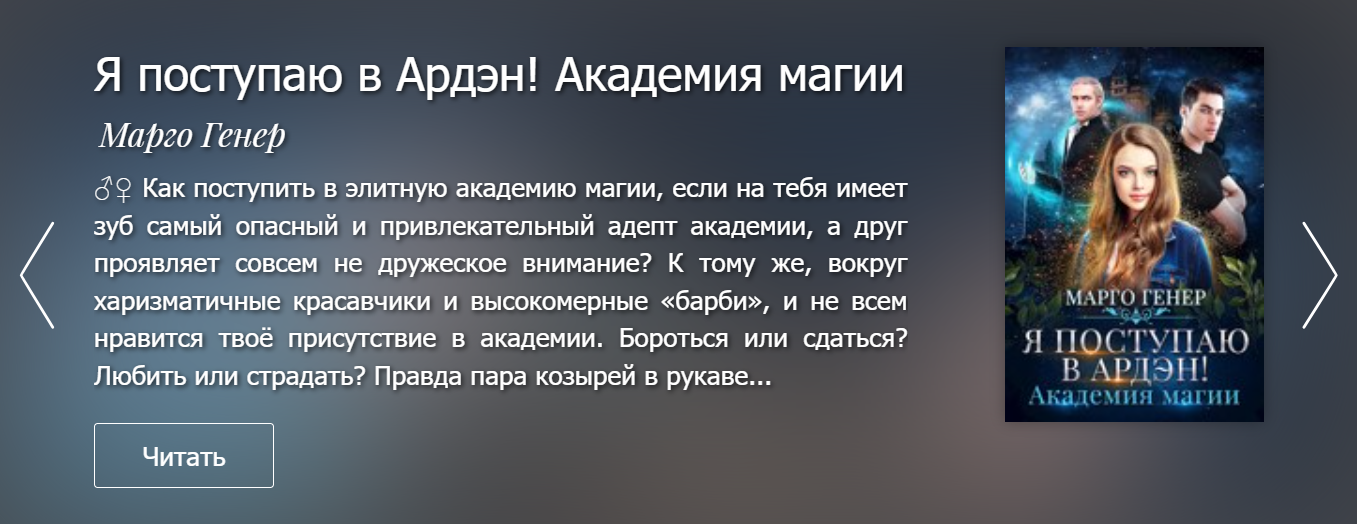 Я поступаю в Ардэн! Академия магии
Марго Генер
♂♀ Как поступить в элитную академию магии, если на тебя имеет
зуб самый опасный и привлекательный адепт академии, а друг
проявляет совсем не дружеское внимание? К тому же, вокруг
харизматичные красавчики и высокомерные «барби», и не всем
нравится твоё присутствие в академии. Бороться или сдаться?
Любить или страдать? Правда пара козырей в рукаве...
Читать
МАРГО ГЕНЕР
Я ПОСТУПАЮ
В АРДЭН!
Академия магии